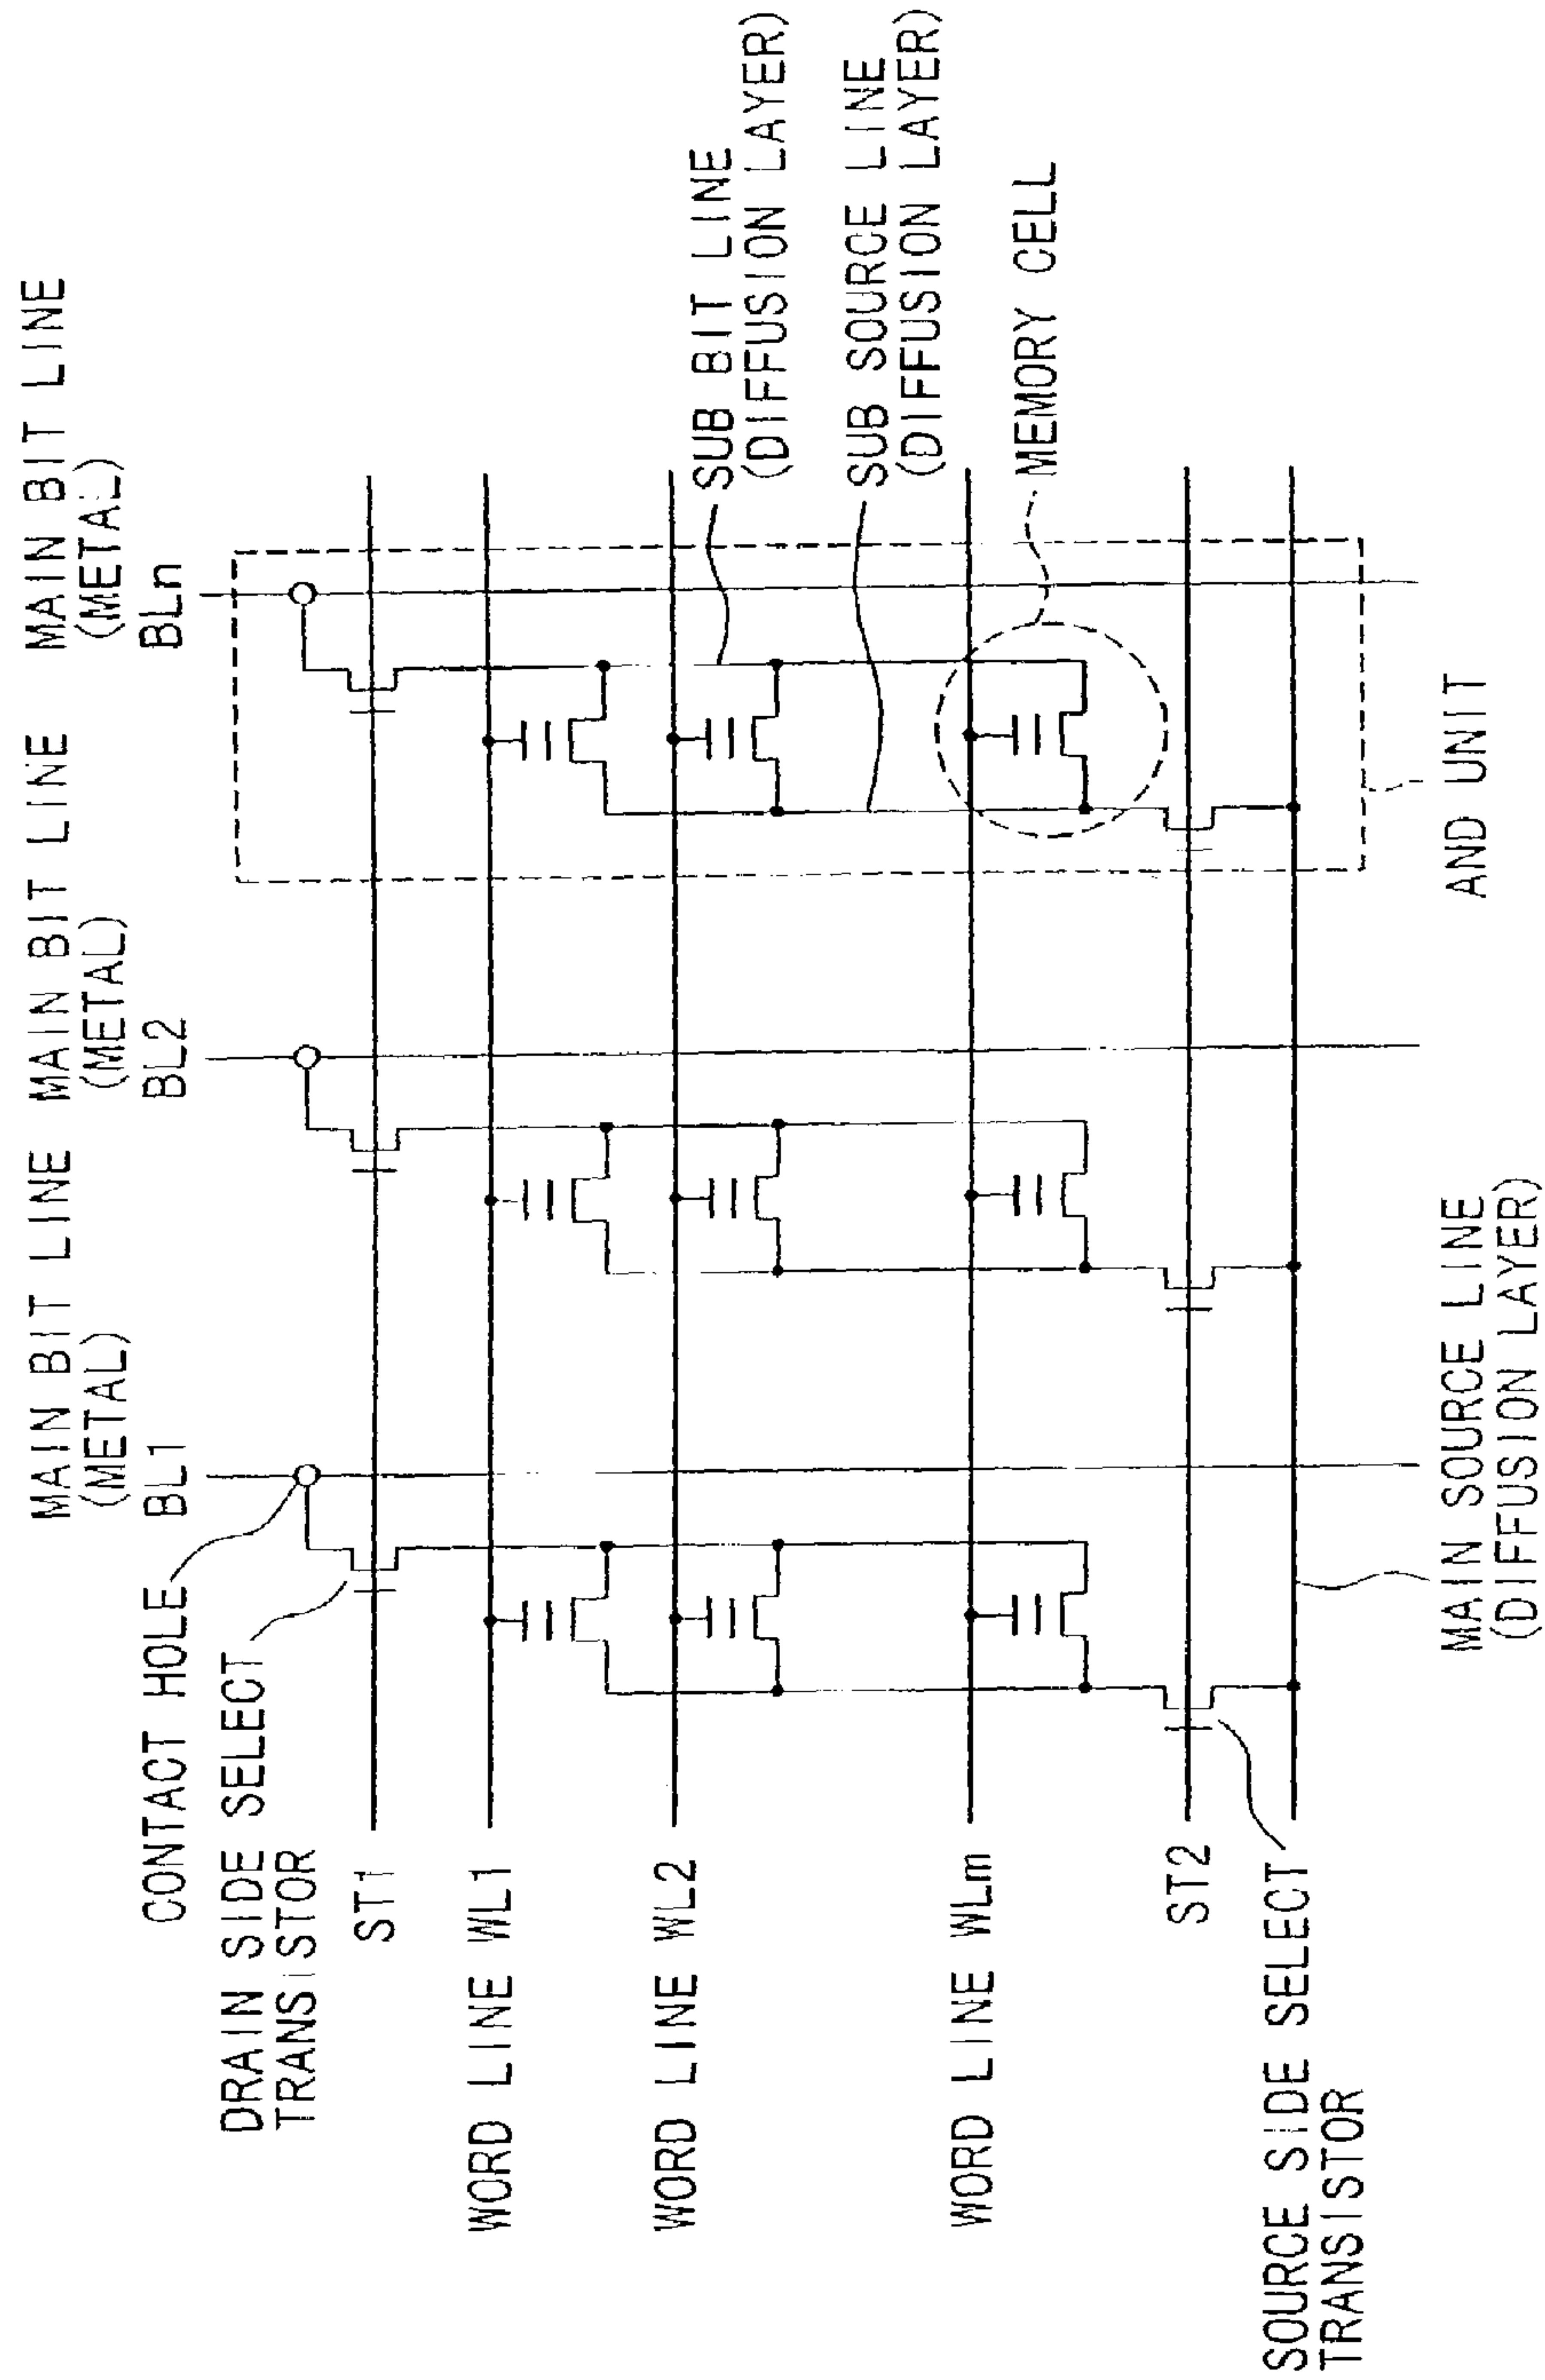 MAIN BIT LINE
(METAL)
BL1
MAIN BIT LINE
(METAL)
BL2
MAIN BIT LINE
(METAL)
BLn
CONTACT HOLE
DRAIN SIDE SELECT
TRANSISTOR
ST1
WORD LINE WL1
WORD LINE WL2
SUB BIT LINE
(DIFFUSION LAYER)
SUB SOURCE LINE
(DIFFUSION LAYER)
WORD LINE WLm
MEMORY CELL
ST2
SOURCE SIDE SELECT
TRANSISTOR
MAIN SOURCE LINE
(DIFFUSION LAYER)
AND UNIT